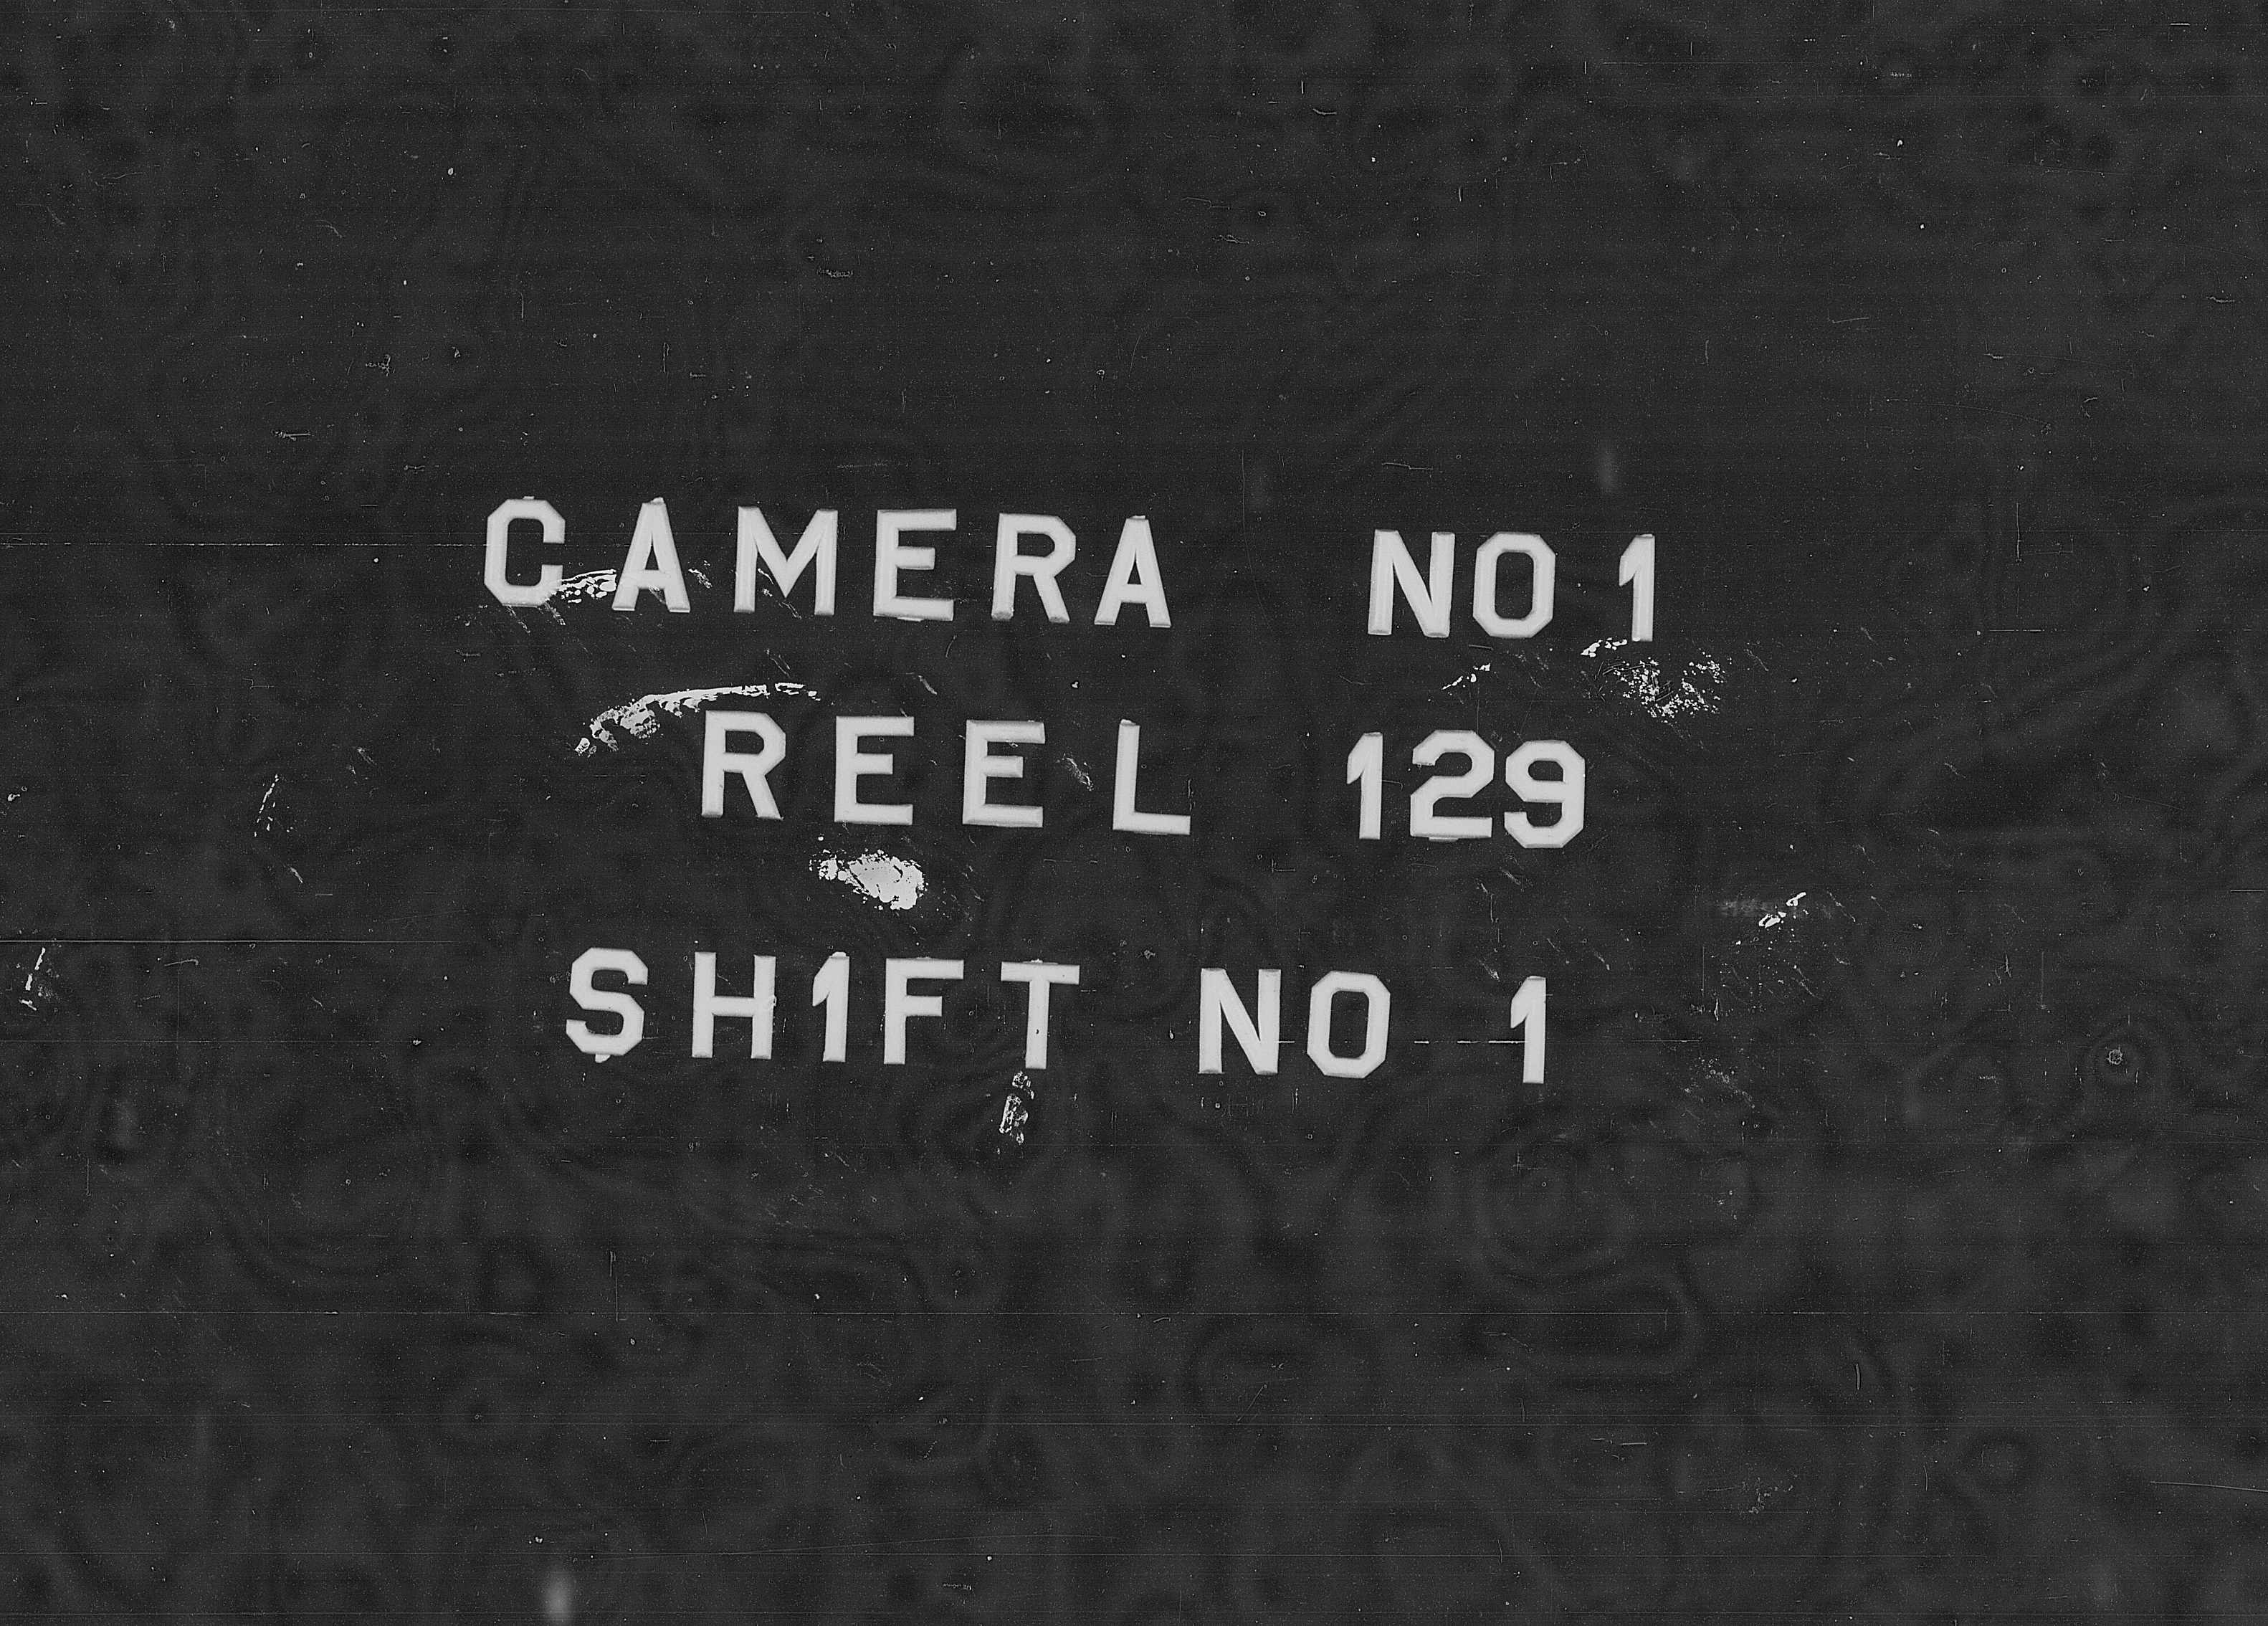 CAMERA NO 1
REEL 129
SH1FT NO 1